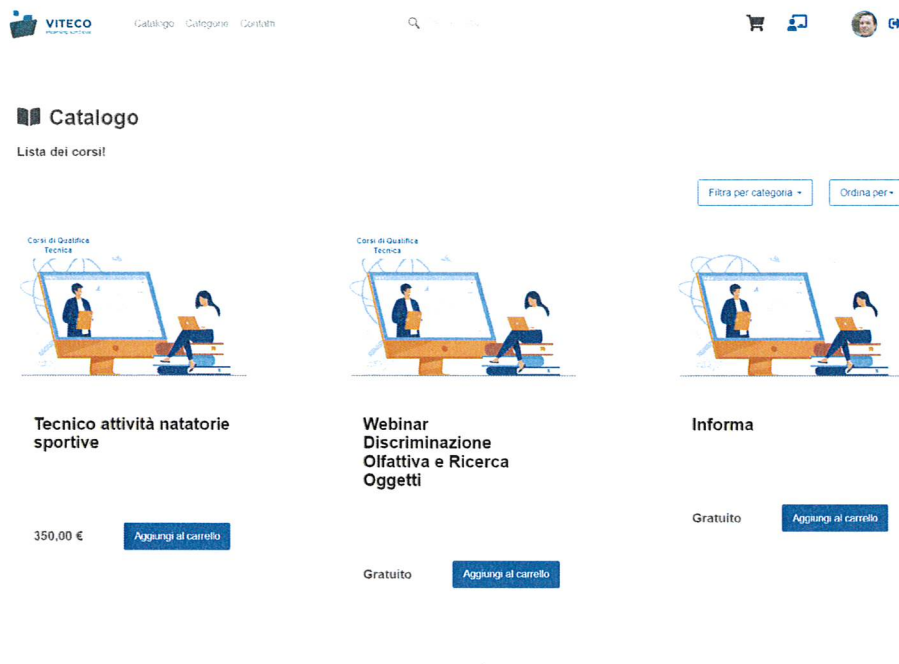 VITECO
Catalogo Categorie Contatti
Catalogo
Lista dei corsi!
Filtra per categoria
Ordina per
Corsi di Qualifica
Tecnica
Corsi di Qualifica
Tecnica
Tecnico attività natatorie
sportive
350,00 €
Aggiungi al carrello
Webinar
Discriminazione
Olfattiva e Ricerca
Oggetti
Gratuito
Aggiungi al carrello
Informa
Gratuito
Aggiungi al carrello